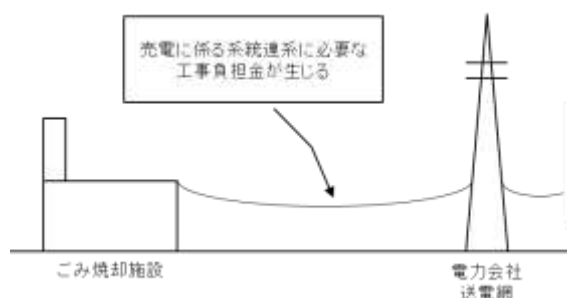 売電に係る系統連系に必要な
工事負担金が生じる
ごみ焼却施設
電力会社
送電網